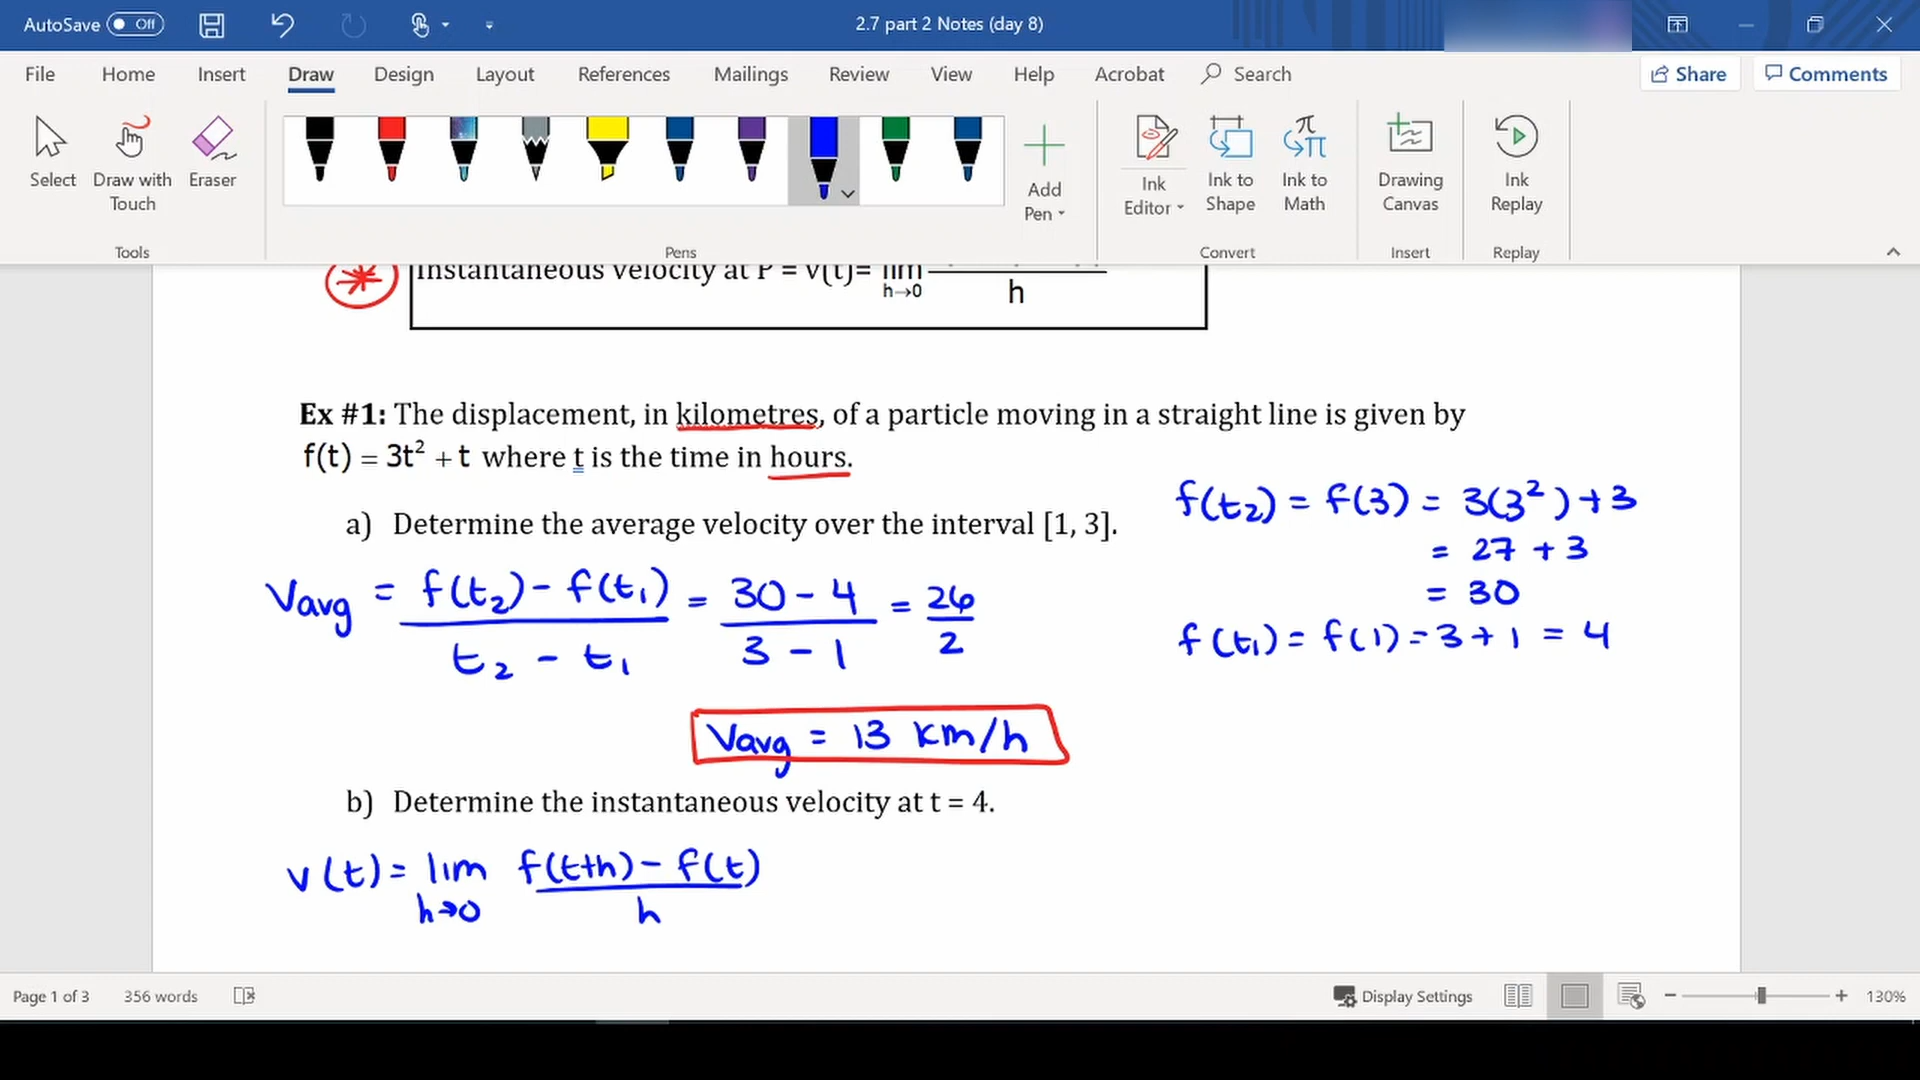 AutoSave Off
2.7 part 2 Notes (day 8)
File Home Insert Draw Design Layout References Mailings Review View Help Acrobat Search Share Comments
Select
Draw with Touch
Eraser
Tools
Pens
Add Pen
Ink Editor
Ink to Shape
Ink to Math
Convert
Drawing Canvas
Insert
Ink Replay
Replay
Instantaneous velocity at P = v(t)= lim
h→0
h
Ex #1: The displacement, in kilometres, of a particle moving in a straight line is given by
f(t) = 3t² + t where t is the time in hours.
a) Determine the average velocity over the interval [1, 3].
Vavg = f(t₂) - f(t₁) = 30 - 4 = 26
t₂ - t₁ 3 - 1 2
f(t₂) = f(3) = 3(3²) + 3
= 27 + 3
= 30
f(t₁) = f(1) = 3 + 1 = 4
Vavg = 13 km/h
b) Determine the instantaneous velocity at t = 4.
v(t) = lim f(t+h) - f(t)
h→0 h
Page 1 of 3 356 words Display Settings 130%